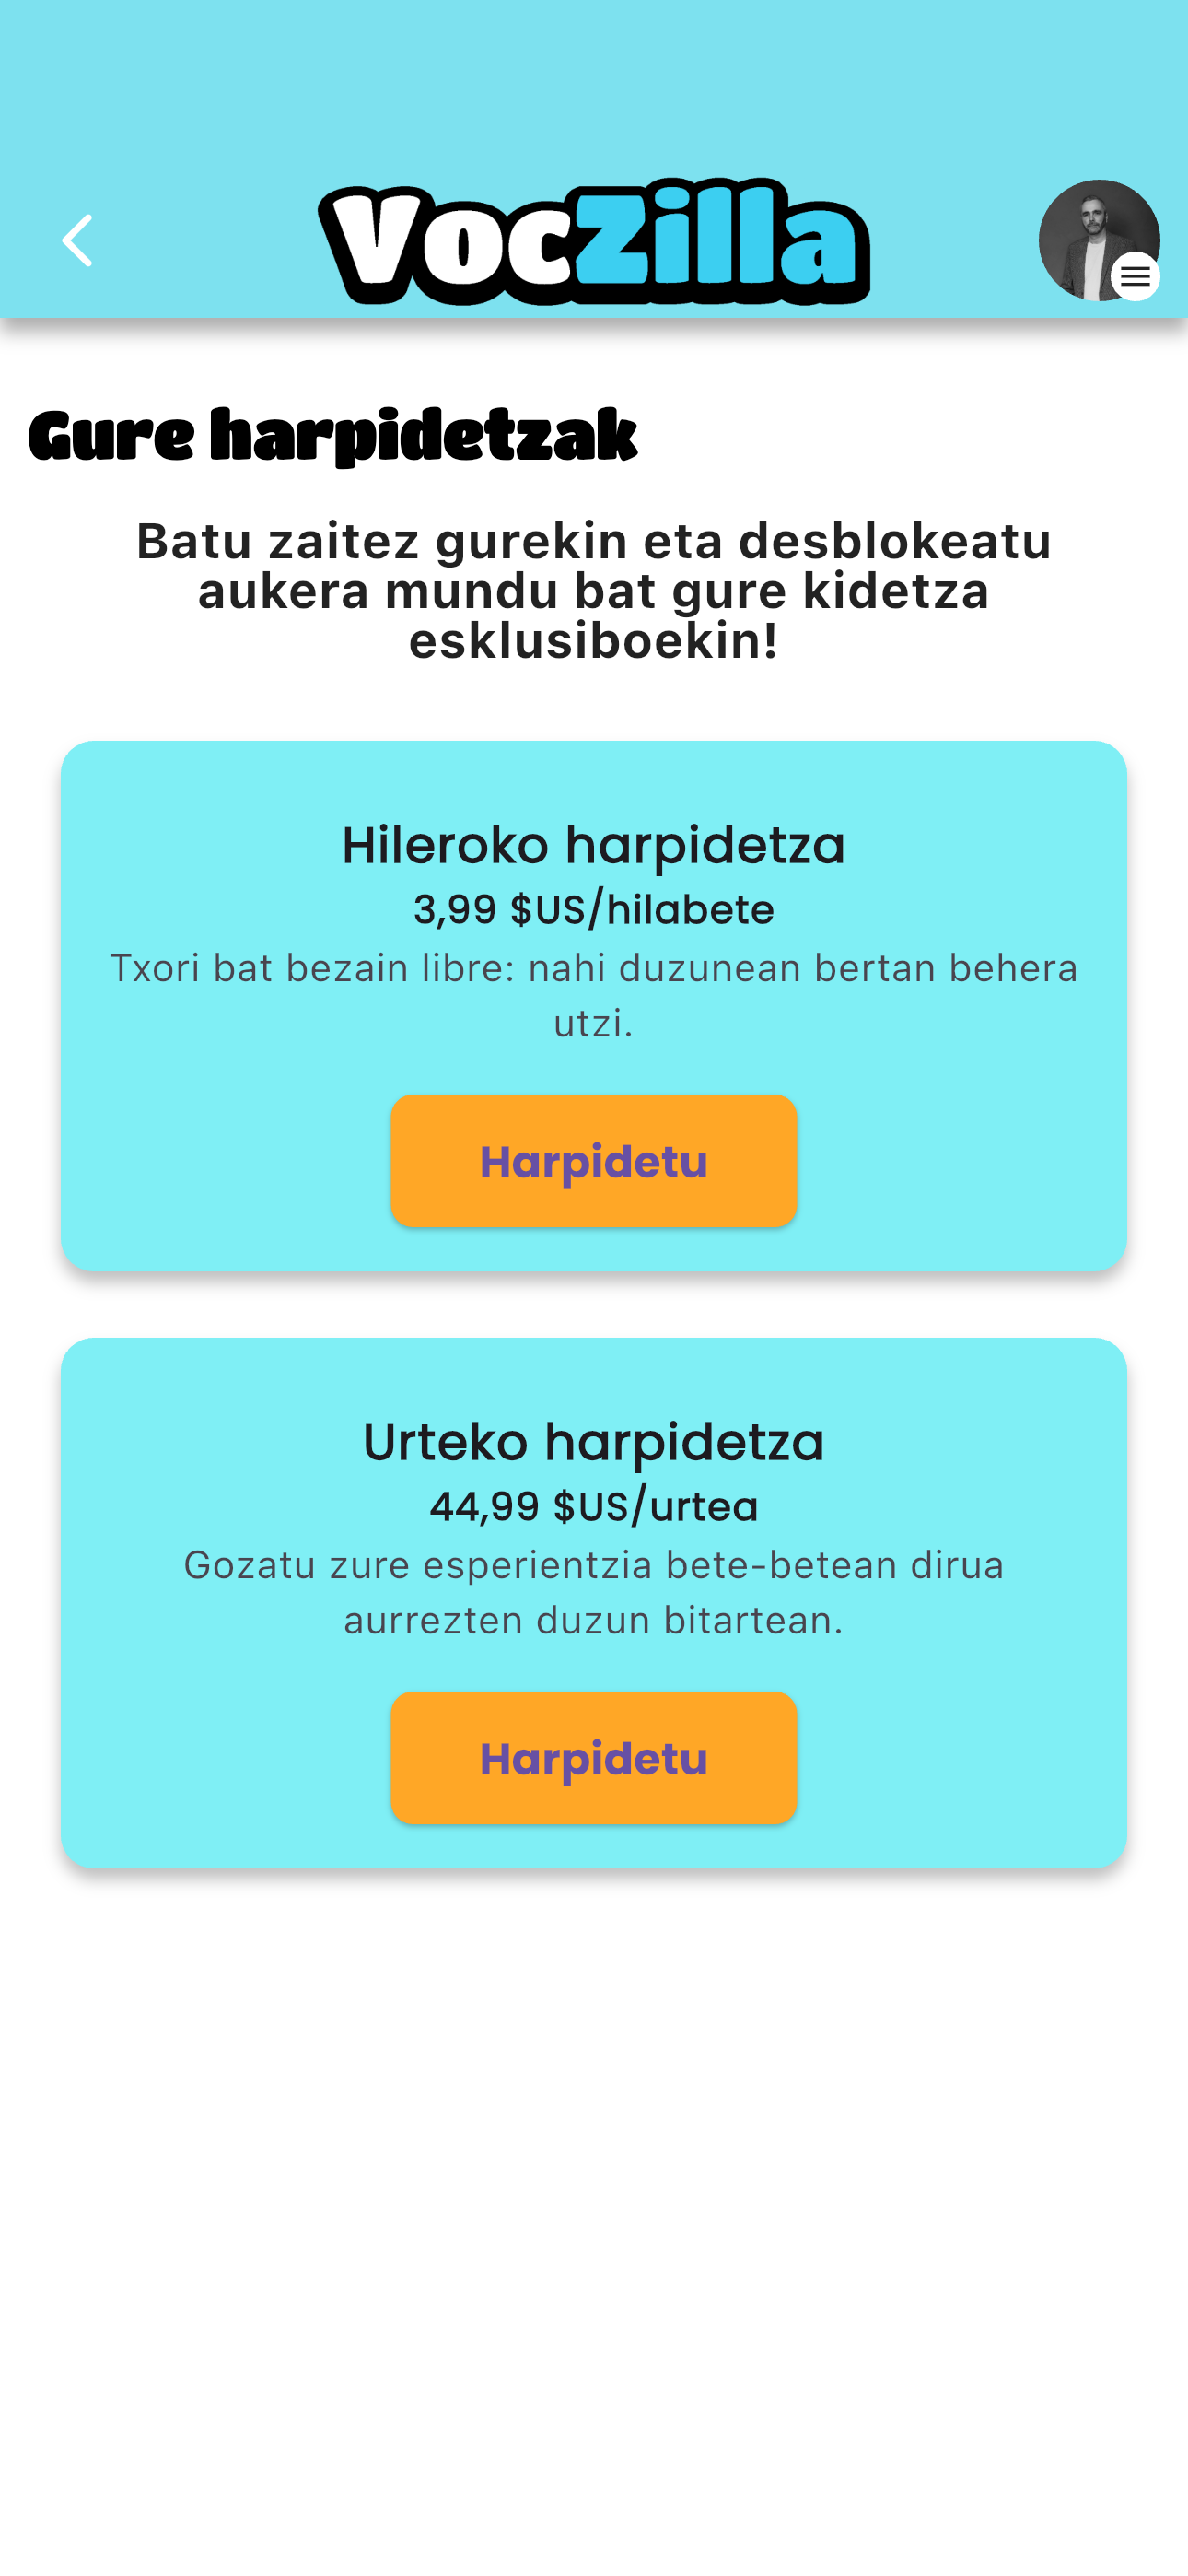 VocZilla
Gure harpidetzak
Batu zaitez gurekin eta desblokeatu
aukera mundu bat gure kidetza
esklusiboekin!
Hileroko harpidetza
3,99 $US/hilabete
Txori bat bezain libre: nahi duzunean bertan behera
utzi.
Harpidetu
Urteko harpidetza
44,99 $US/urtea
Gozatu zure esperientzia bete-betean dirua
aurrezten duzun bitartean.
Harpidetu